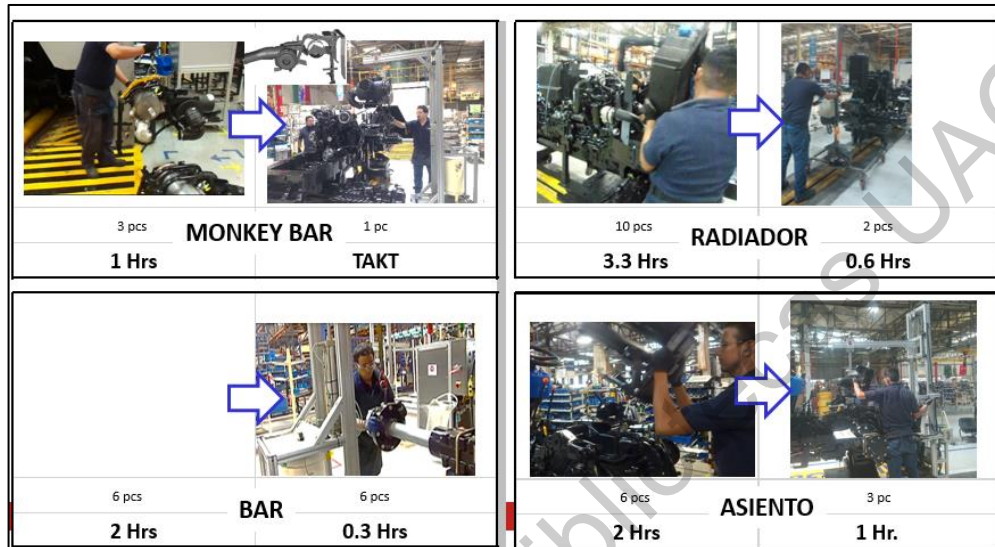 3 pcs
MONKEY BAR
1 pc
1 Hrs
TAKT
10 pcs
RADIADOR
2 pcs
3.3 Hrs
0.6 Hrs
6 pcs
BAR
6 pcs
2 Hrs
0.3 Hrs
6 pcs
ASIENTO
3 pc
2 Hrs
1 Hr.